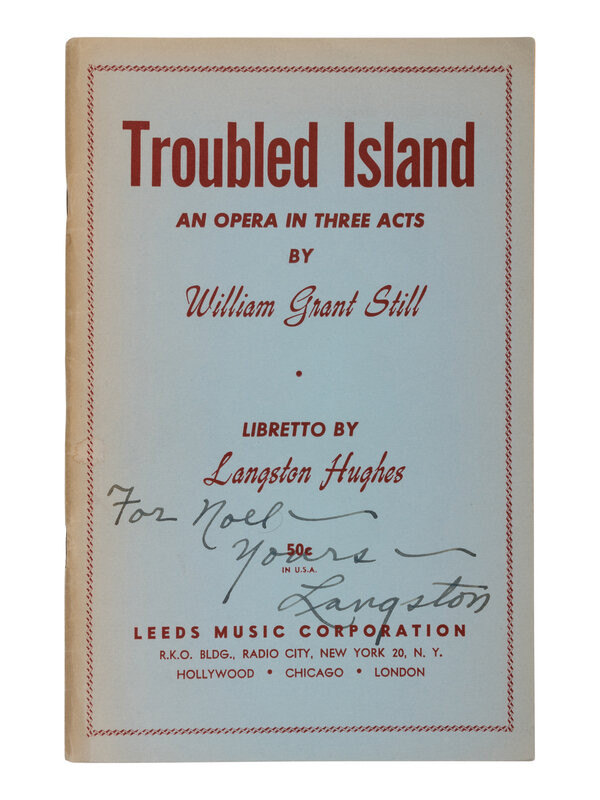 Troubled Island
AN OPERA IN THREE ACTS
BY
William Grant Still
•
LIBRETTO BY
Langston Hughes
For Noel—
Yours—
50c
IN U.S.A.
Langston
LEEDS MUSIC CORPORATION
R.K.O. BLDG., RADIO CITY, NEW YORK 20, N. Y.
HOLLYWOOD • CHICAGO • LONDON